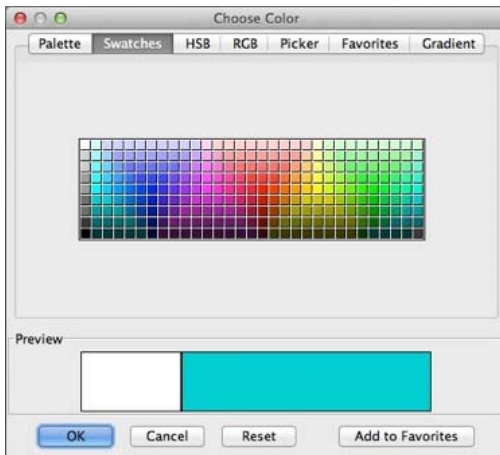 Choose Color
Palette Swatches HSB RGB Picker Favorites Gradient
Preview
OK Cancel Reset Add to Favorites